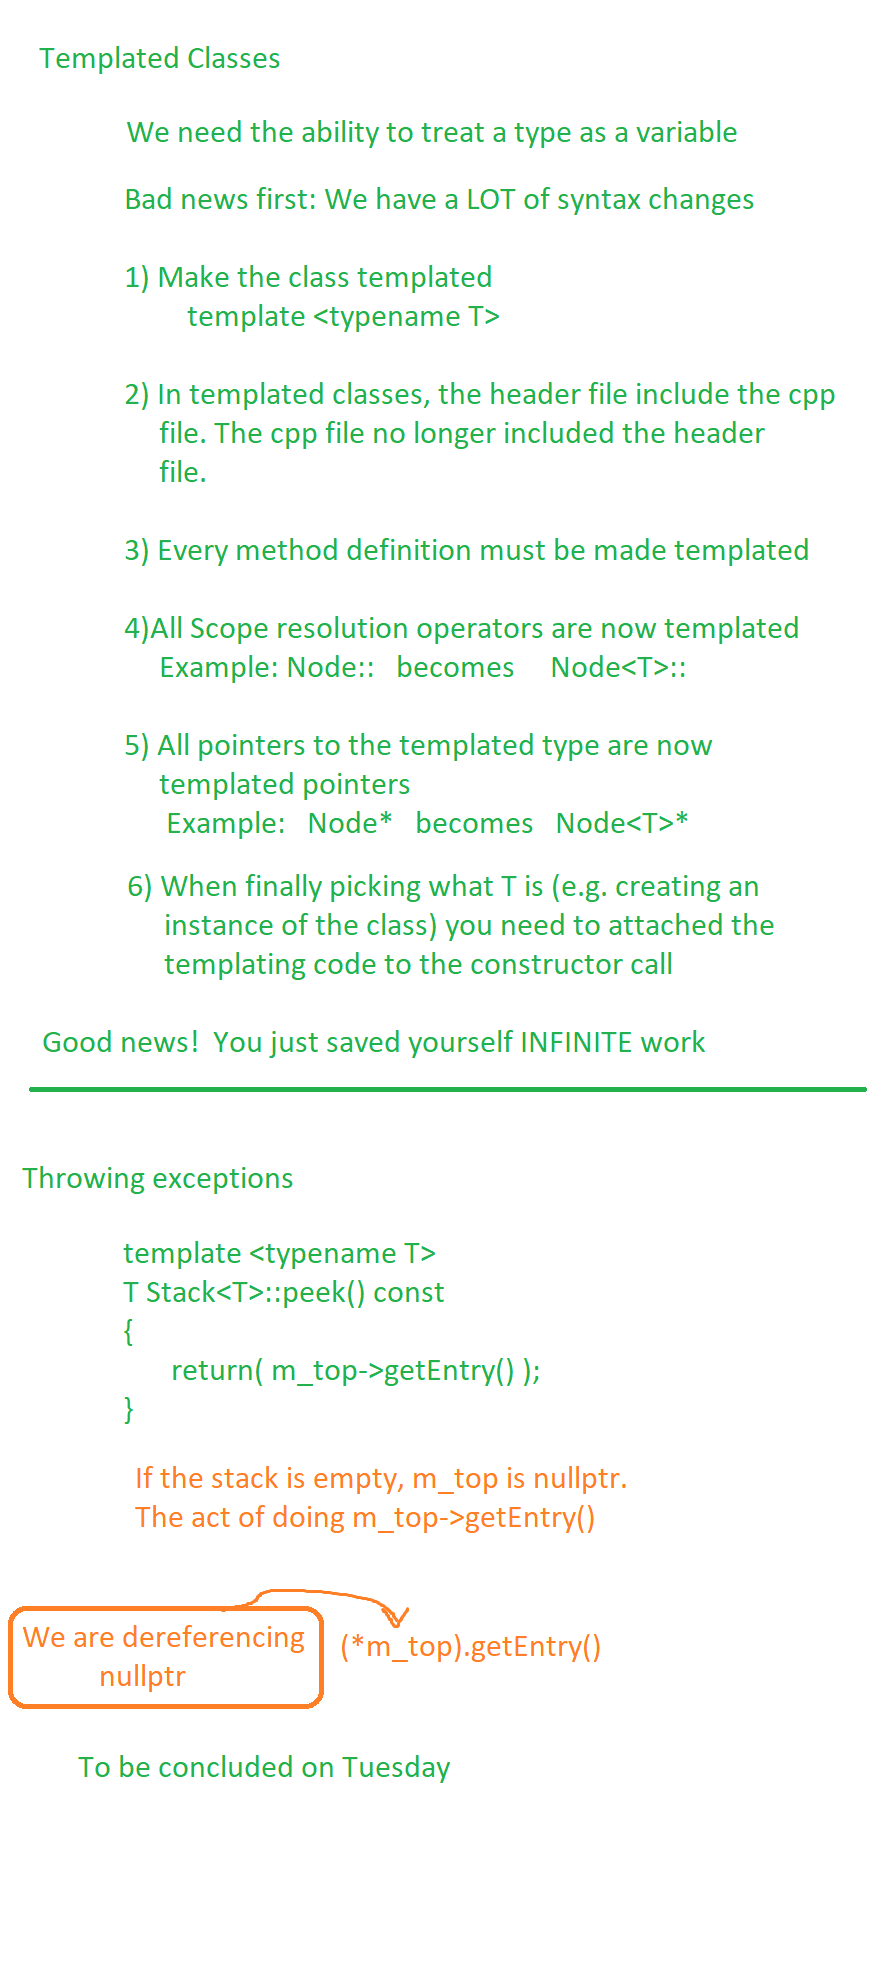 Templated Classes
We need the ability to treat a type as a variable
Bad news first: We have a LOT of syntax changes
1) Make the class templated
template <typename T>
2) In templated classes, the header file include the cpp
file. The cpp file no longer included the header
file.
3) Every method definition must be made templated
4)All Scope resolution operators are now templated
Example: Node:: becomes Node<T>::
5) All pointers to the templated type are now
templated pointers
Example: Node* becomes Node<T>*
6) When finally picking what T is (e.g. creating an
instance of the class) you need to attached the
templating code to the constructor call
Good news! You just saved yourself INFINITE work
Throwing exceptions
template <typename T>
T Stack<T>::peek() const
{
return( m_top->getEntry() );
}
If the stack is empty, m_top is nullptr.
The act of doing m_top->getEntry()
We are dereferencing
nullptr
(*m_top).getEntry()
To be concluded on Tuesday